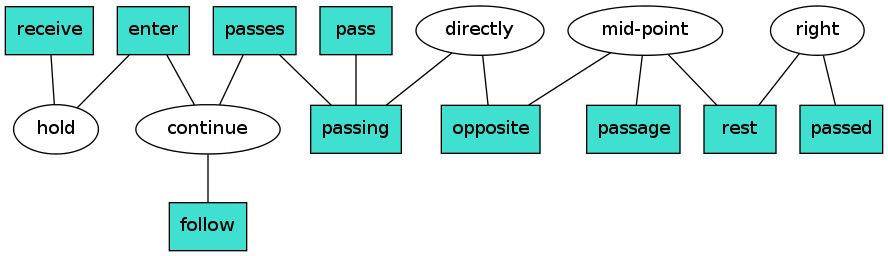 receive
enter
passes
pass
directly
mid-point
right
hold
continue
passing
opposite
passage
rest
passed
follow